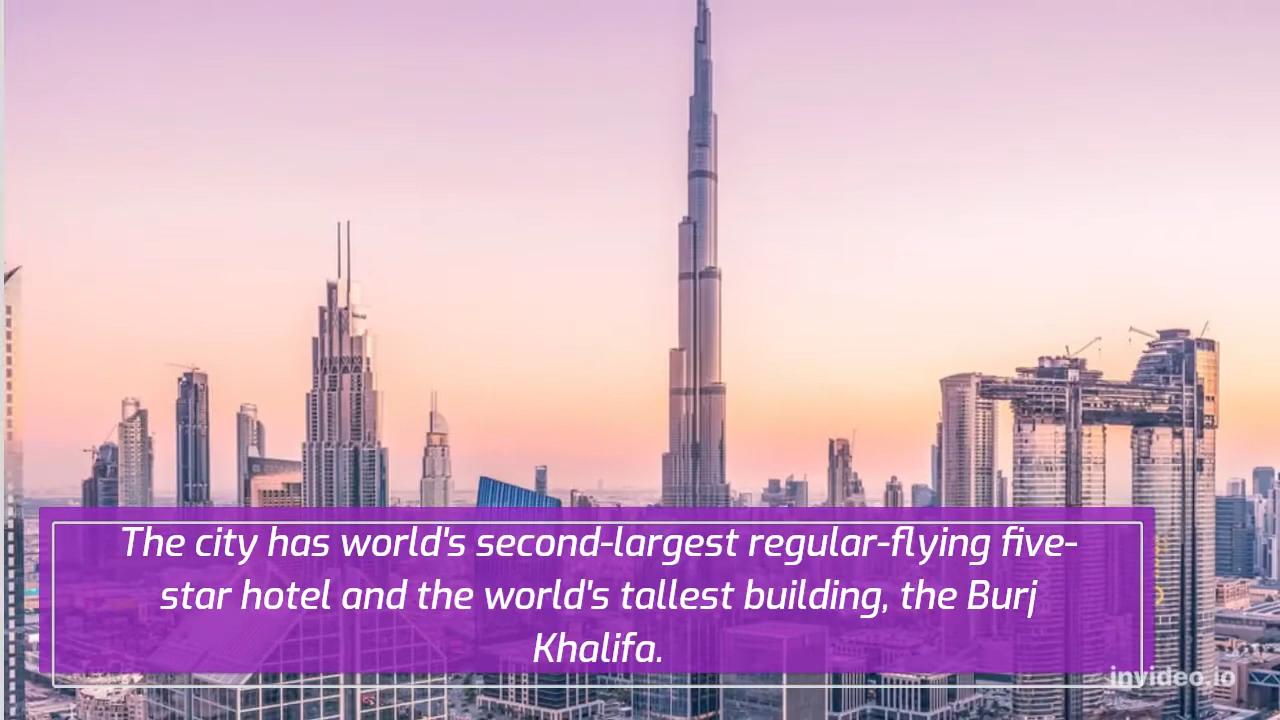 The city has world's second-largest regular-flying five-
star hotel and the world's tallest building, the Burj
Khalifa.
invideo.io